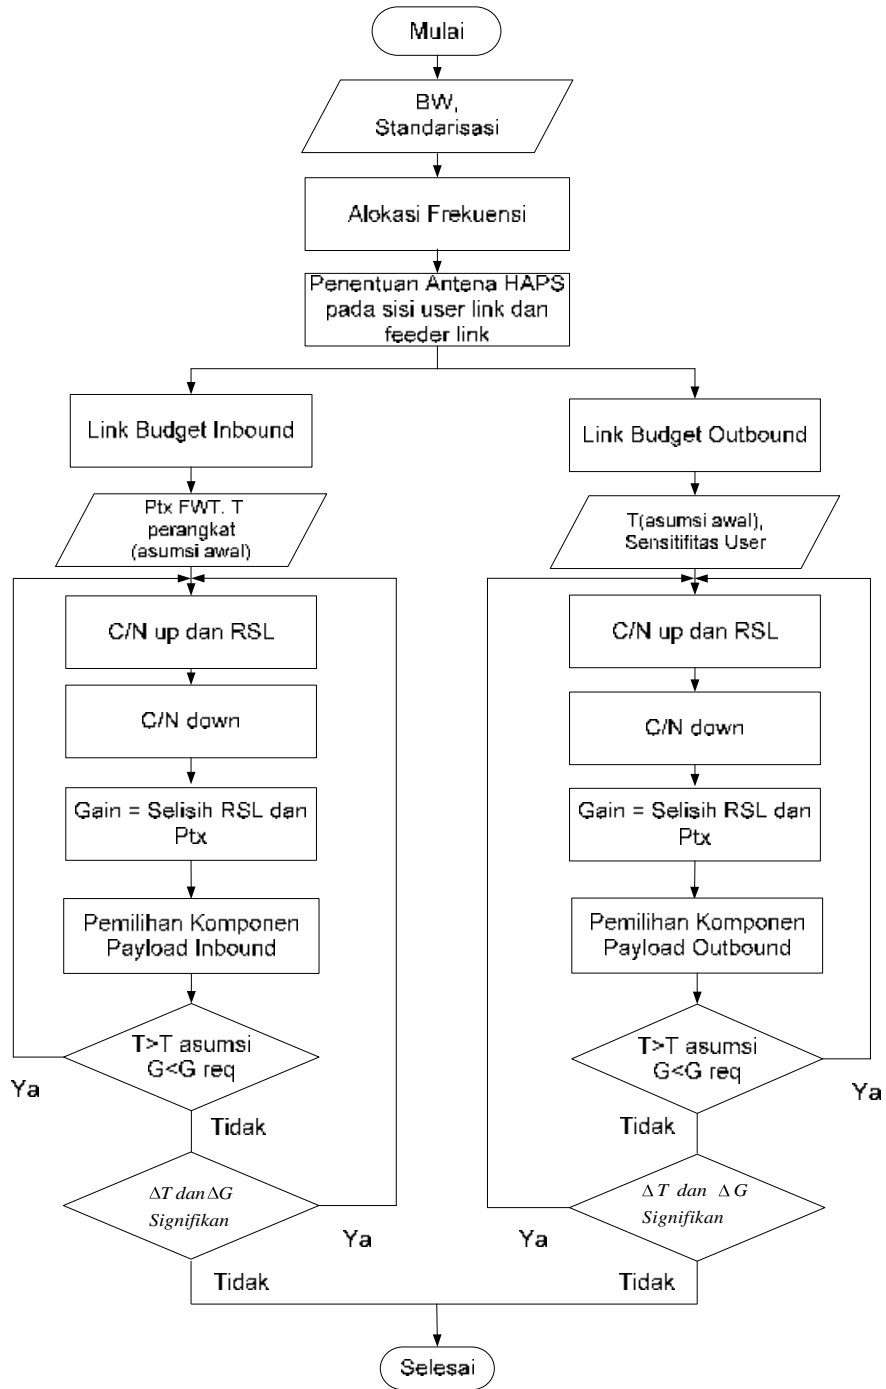 Mulai
BW,
Standarisasi
Alokasi Frekuensi
Penentuan Antena HAPS
pada sisi user link dan
feeder link
Link Budget Inbound
Ptx FWT. T
perangkat
(asumsi awal)
C/N up dan RSL
C/N down
Gain = Selisih RSL dan
Ptx
Pemilihan Komponen
Payload Inbound
T>T asumsi
G<G req
Ya
Tidak
ΔT dan ΔG
Signifikan
Ya
Tidak
Link Budget Outbound
T(asumsi awal),
Sensitifitas User
C/N up dan RSL
C/N down
Gain = Selisih RSL dan
Ptx
Pemilihan Komponen
Payload Outbound
T>T asumsi
G<G req
Ya
Tidak
Δ T dan Δ G
Signifikan
Ya
Tidak
Selesai